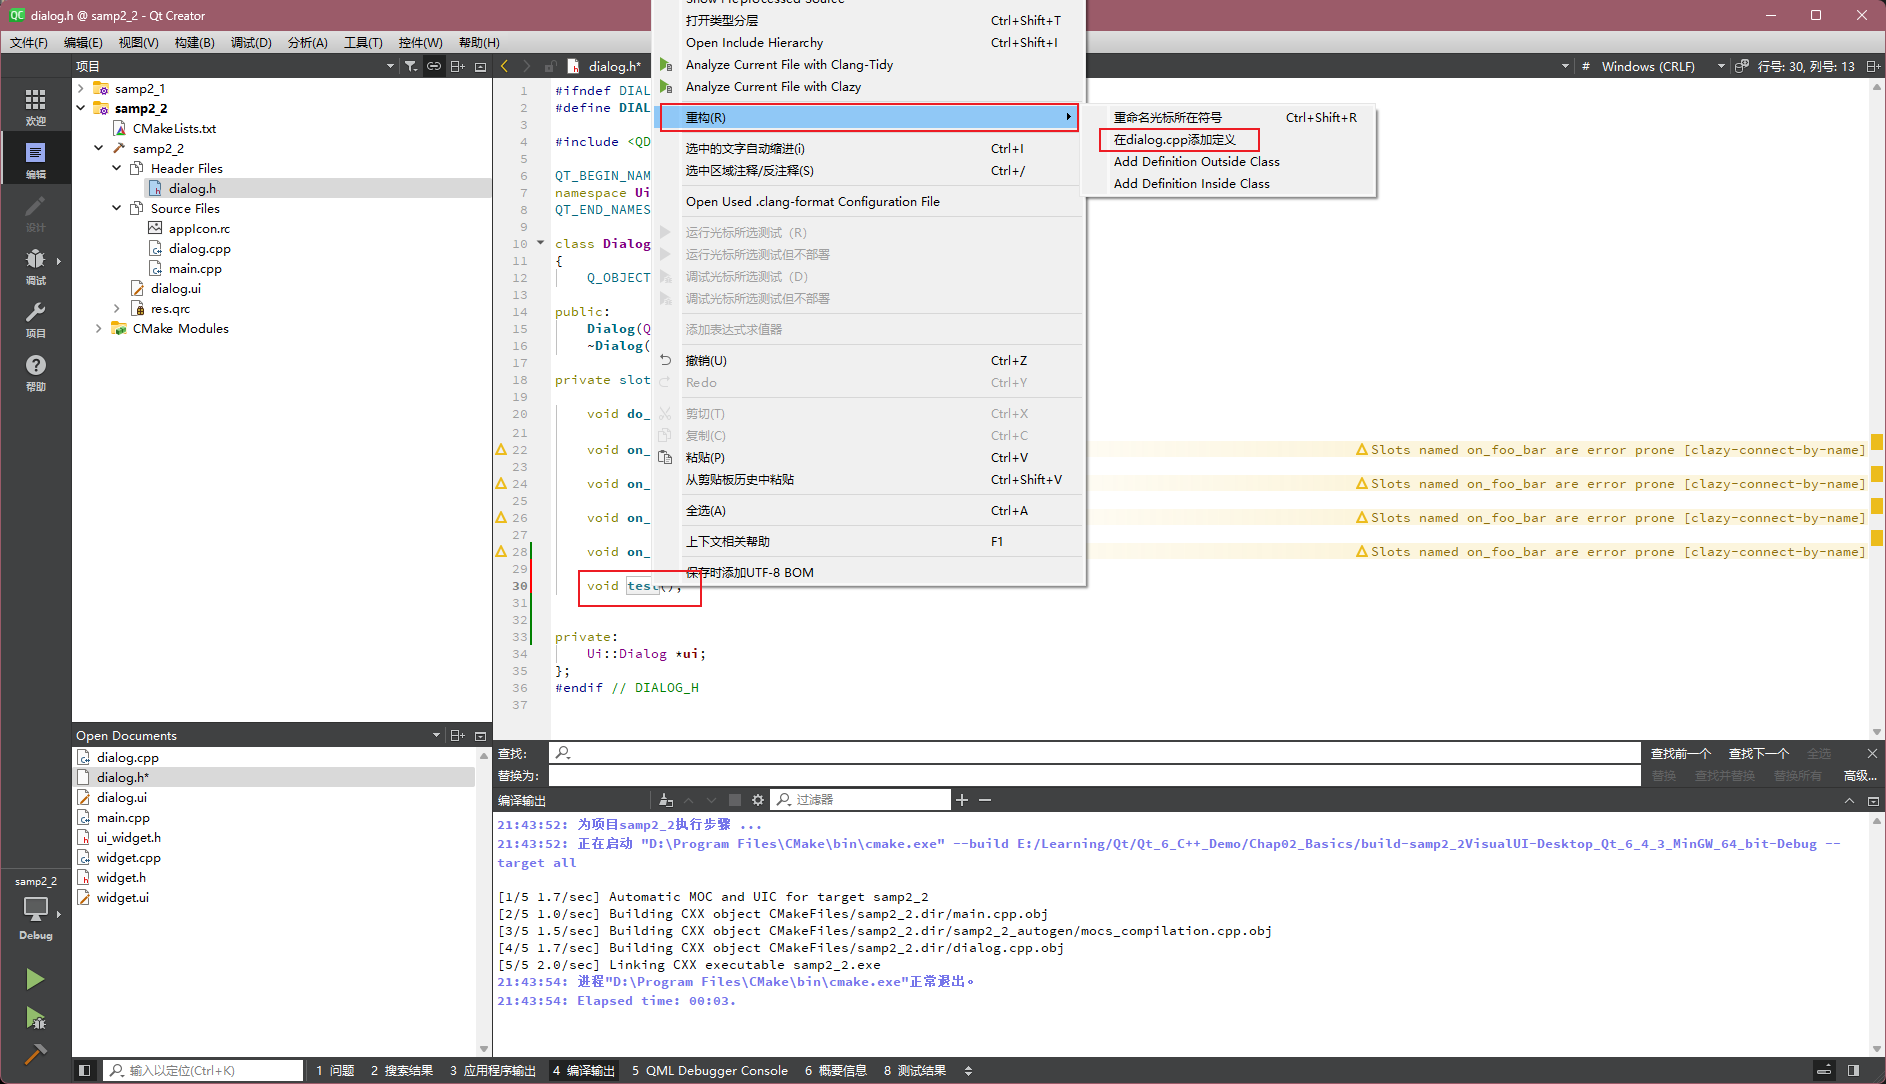 dialog.h @ samp2_2 - Qt Creator
文件(F) 编辑(E) 视图(V) 构建(B) 调试(D) 分析(A) 工具(T) 控件(W) 帮助(H)
项目
dialog.h*
# Windows (CRLF)
行号: 30, 列号: 13
欢迎
编辑
设计
调试
项目
帮助
samp2_2
Debug
samp2_1
samp2_2
CMakeLists.txt
samp2_2
Header Files
dialog.h
Source Files
appIcon.rc
dialog.cpp
main.cpp
dialog.ui
res.qrc
CMake Modules
Open Documents
dialog.cpp
dialog.h*
dialog.ui
main.cpp
ui_widget.h
widget.cpp
widget.h
widget.ui
1 #ifndef DIAL
2 #define DIAL
3
4 #include <QD
5
6 QT_BEGIN_NAM
7 namespace Ui
8 QT_END_NAMES
9
10 class Dialog
11 {
12 Q_OBJECT
13
14 public:
15 Dialog(Q
16 ~Dialog(
17
18 private slot
19
20 void do_
21
22 void on_ Slots named on_foo_bar are error prone [clazy-connect-by-name]
23
24 void on_ Slots named on_foo_bar are error prone [clazy-connect-by-name]
25
26 void on_ Slots named on_foo_bar are error prone [clazy-connect-by-name]
27
28 void on_ Slots named on_foo_bar are error prone [clazy-connect-by-name]
29
30 void test();
31
32
33 private:
34 Ui::Dialog *ui;
35 };
36 #endif // DIALOG_H
37
Show Preprocessed Source
打开类型分层 Ctrl+Shift+T
Open Include Hierarchy Ctrl+Shift+I
Analyze Current File with Clang-Tidy
Analyze Current File with Clazy
重构(R)
选中的文字自动缩进(i) Ctrl+I
选中区域注释/反注释(S) Ctrl+/
Open Used .clang-format Configuration File
运行光标所选测试（R)
运行光标所选测试但不部署
调试光标所选测试（D)
调试光标所选测试但不部署
添加表达式求值器
撤销(U) Ctrl+Z
Redo Ctrl+Y
剪切(T) Ctrl+X
复制(C) Ctrl+C
粘贴(P) Ctrl+V
从剪贴板历史中粘贴 Ctrl+Shift+V
全选(A) Ctrl+A
上下文相关帮助 F1
保存时添加UTF-8 BOM
重命名光标所在符号 Ctrl+Shift+R
在dialog.cpp添加定义
Add Definition Outside Class
Add Definition Inside Class
查找:
查找前一个 查找下一个 全选
替换为:
替换 查找并替换 替换所有 高级...
编译输出
过滤器
21:43:52: 为项目samp2_2执行步骤 ...
21:43:52: 正在启动 "D:\Program Files\CMake\bin\cmake.exe" --build E:/Learning/Qt/Qt_6_C++_Demo/Chap02_Basics/build-samp2_2VisualUI-Desktop_Qt_6_4_3_MinGW_64_bit-Debug --
target all
[1/5 1.7/sec] Automatic MOC and UIC for target samp2_2
[2/5 1.0/sec] Building CXX object CMakeFiles/samp2_2.dir/main.cpp.obj
[3/5 1.5/sec] Building CXX object CMakeFiles/samp2_2.dir/samp2_2_autogen/mocs_compilation.cpp.obj
[4/5 1.7/sec] Building CXX object CMakeFiles/samp2_2.dir/dialog.cpp.obj
[5/5 2.0/sec] Linking CXX executable samp2_2.exe
21:43:54: 进程"D:\Program Files\CMake\bin\cmake.exe"正常退出。
21:43:54: Elapsed time: 00:03.
输入以定位(Ctrl+K)
1 问题 2 搜索结果 3 应用程序输出 4 编译输出 5 QML Debugger Console 6 概要信息 8 测试结果